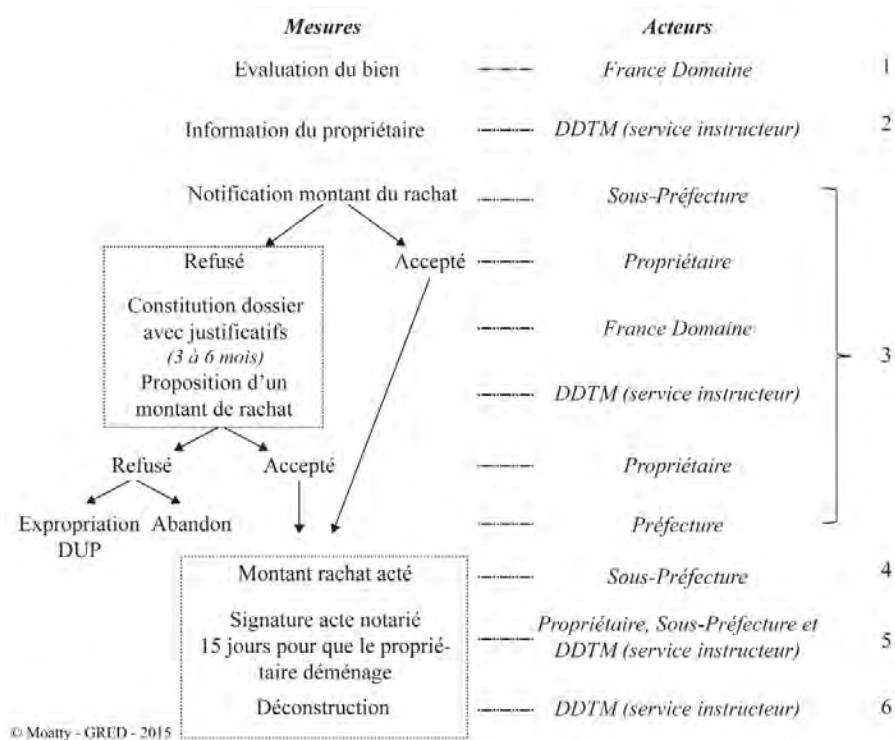 Mesures Acteurs
Evaluation du bien France Domaine 1
Information du propriétaire DDTM (service instructeur) 2
Notification montant du rachat Sous-Préfecture
Refusé Accepté Propriétaire
Constitution dossier
avec justificatifs
(3 à 6 mois)
Proposition d'un
montant de rachat
France Domaine
3
DDTM (service instructeur)
Refusé Accepté Propriétaire
Expropriation
DUP
Abandon
Préfecture
Montant rachat acté Sous-Préfecture 4
Signature acte notarié
15 jours pour que le proprié-
taire déménage
Propriétaire, Sous-Préfecture et
DDTM (service instructeur)
5
Déconstruction DDTM (service instructeur) 6
© Moatty - GRED - 2015